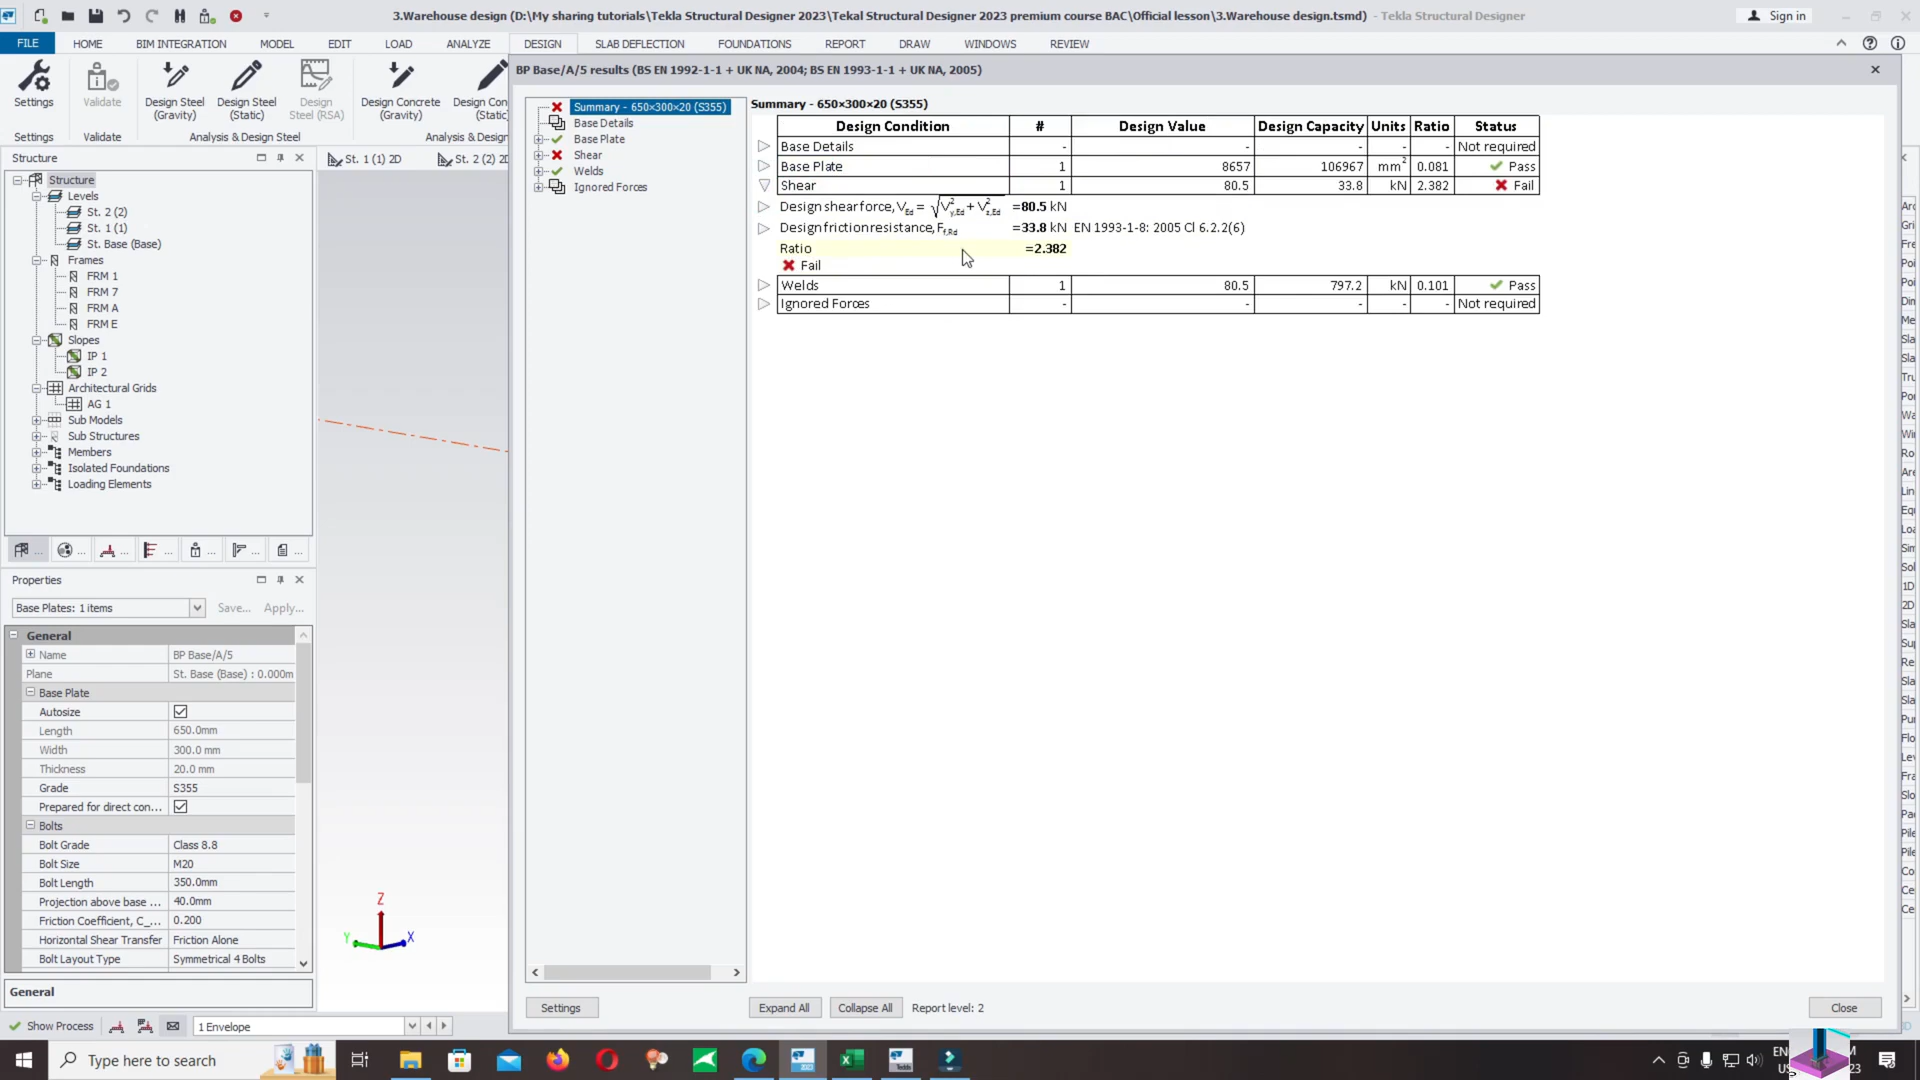 3.Warehouse design (D:\My sharing tutorials\Tekla Structural Designer 2023\Tekal Structural Designer 2023 premium course BAC\Official lesson\3.Warehouse design.tsmd) - Tekla Structural Designer
Sign in
FILE HOME BIM INTEGRATION MODEL EDIT LOAD ANALYZE DESIGN SLAB DEFLECTION FOUNDATIONS REPORT DRAW WINDOWS REVIEW
Settings
Validate
Design Steel (Gravity)
Design Steel (Static)
Design Steel (RSA)
Design Concrete (Gravity)
Design Con
(Static
Settings Validate Analysis & Design Steel Analysis & Desig
BP Base/A/5 results (BS EN 1992-1-1 + UK NA, 2004; BS EN 1993-1-1 + UK NA, 2005)
Structure
St. 1 (1) 2D
St. 2 (2) 2D
Structure
Levels
St. 2 (2)
St. 1 (1)
St. Base (Base)
Frames
FRM 1
FRM 7
FRM A
FRM E
Slopes
IP 1
IP 2
Architectural Grids
AG 1
Sub Models
Sub Structures
Members
Isolated Foundations
Loading Elements
Summary - 650×300×20 (S355)
Base Details
Base Plate
Shear
Welds
Ignored Forces
Summary - 650×300×20 (S355)
Design Condition # Design Value Design Capacity Units Ratio Status
Base Details - - - - - Not required
Base Plate 1 8657 106967 mm² 0.081 Pass
Shear 1 80.5 33.8 kN 2.382 Fail
Design shear force, V_Ed = √V²_y,Ed + V²_z,Ed =80.5 kN
Design friction resistance, F_f,Rd =33.8 kN EN 1993-1-8: 2005 Cl 6.2.2(6)
Ratio =2.382
Fail
Welds 1 80.5 797.2 kN 0.101 Pass
Ignored Forces - - - - - Not required
Properties
Base Plates: 1 items Save... Apply...
General
Name BP Base/A/5
Plane St. Base (Base) : 0.000m
Base Plate
Autosize
Length 650.0mm
Width 300.0 mm
Thickness 20.0 mm
Grade S355
Prepared for direct con...
Bolts
Bolt Grade Class 8.8
Bolt Size M20
Bolt Length 350.0mm
Projection above base ... 40.0mm
Friction Coefficient, C_... 0.200
Horizontal Shear Transfer Friction Alone
Bolt Layout Type Symmetrical 4 Bolts
General
Z
Y
X
Settings Expand All Collapse All Report level: 2 Close
Show Process 1 Envelope
Type here to search